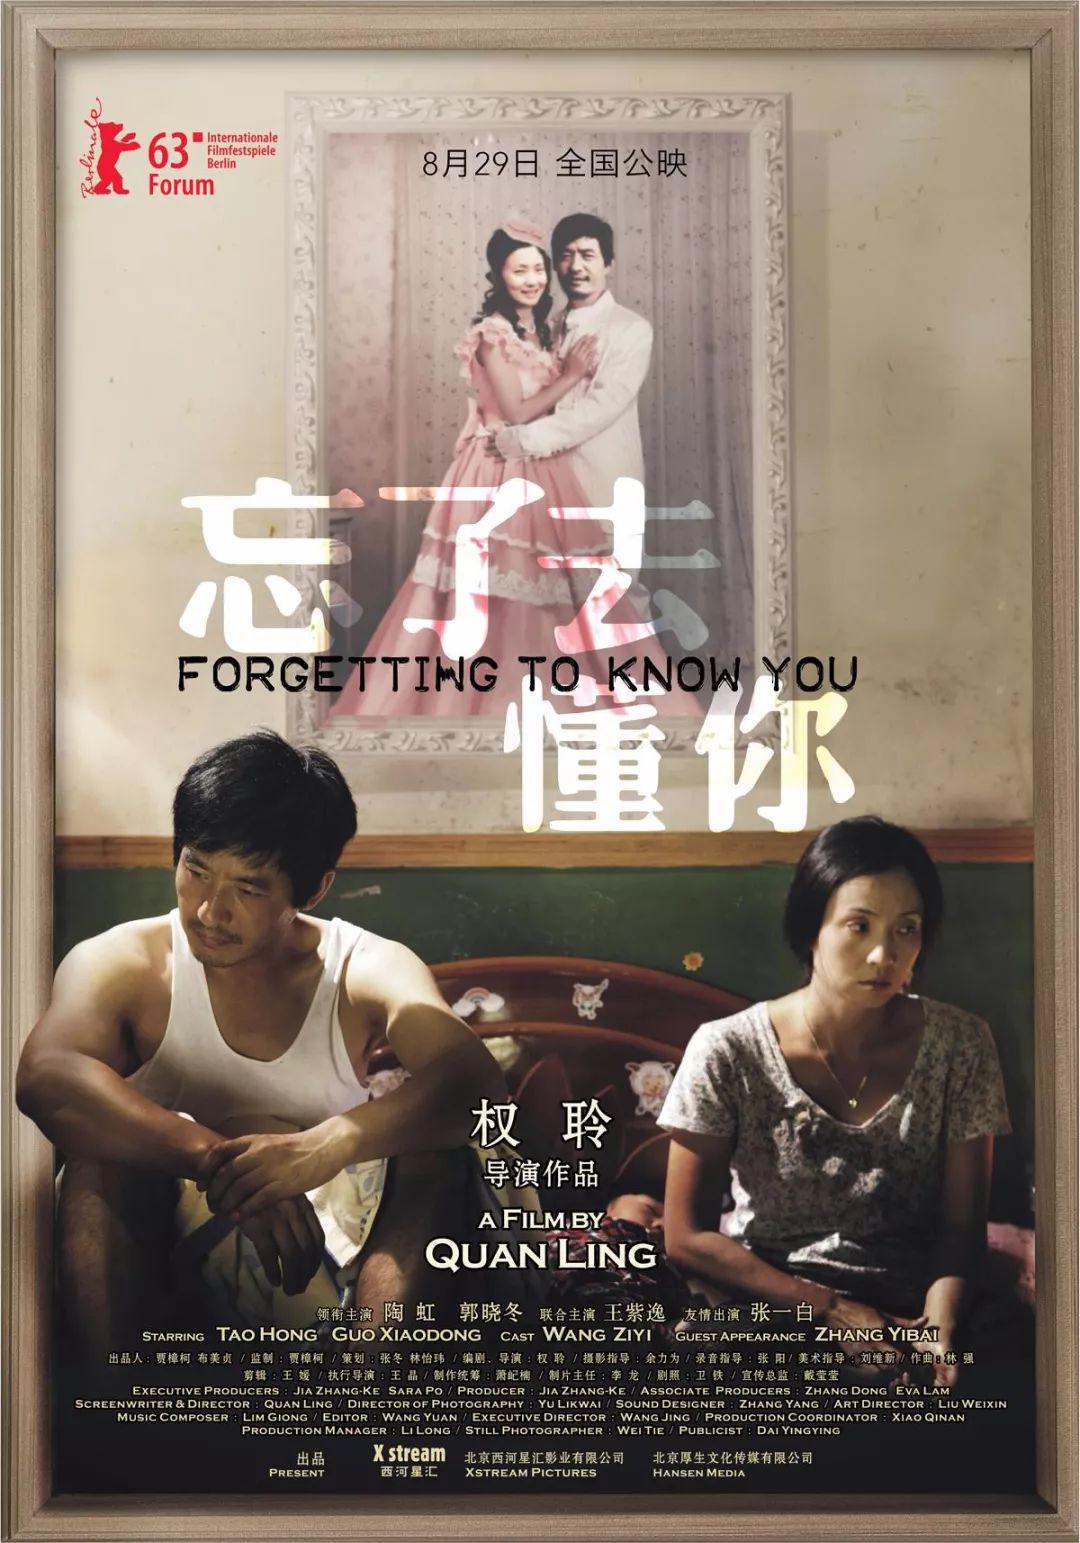 Berlinale
63 Internationale
Filmfestspiele
Berlin
Forum
8月29日 全国公映
忘了去
FORGETTING TO KNOW YOU
懂你
权 聆
导演作品
A FILM BY
QUAN LING
领衔主演 陶 虹 郭晓冬 联合主演 王紫逸 友情出演 张一白
STARRING TAO HONG GUO XIAODONG CAST WANG ZIYI GUEST APPEARANCE ZHANG YIBAI
出品人：贾樟柯 布美贞 / 监制：贾樟柯 / 策划：张冬 林怡玮 / 编剧、导演：权 聆 / 摄影指导：余力为 / 录音指导：张 阳 / 美术指导：刘维新 / 作曲：林 强
剪辑：王 媛 / 执行导演：王 晶 / 制作统筹：萧屺楠 / 制片主任：李 龙 / 剧照：卫 铁 / 宣传总监：戴莹莹
EXECUTIVE PRODUCERS : JIA ZHANG-KE SARA PO / PRODUCER : JIA ZHANG-KE / ASSOCIATE PRODUCERS : ZHANG DONG EVA LAM
SCREENWRITER & DIRECTOR : QUAN LING / DIRECTOR OF PHOTOGRAPHY : YU LIKWAI / SOUND DESIGNER : ZHANG YANG / ART DIRECTOR : LIU WEIXIN
MUSIC COMPOSER : LIM GIONG / EDITOR : WANG YUAN / EXECUTIVE DIRECTOR : WANG JING / PRODUCTION COORDINATOR : XIAO QINAN
PRODUCTION MANAGER : LI LONG / STILL PHOTOGRAPHER : WEI TIE / PUBLICIST : DAI YINGYING
出品 X stream 北京西河星汇影业有限公司 北京厚生文化传媒有限公司
PRESENT 西河星汇 XSTREAM PICTURES HANSEN MEDIA